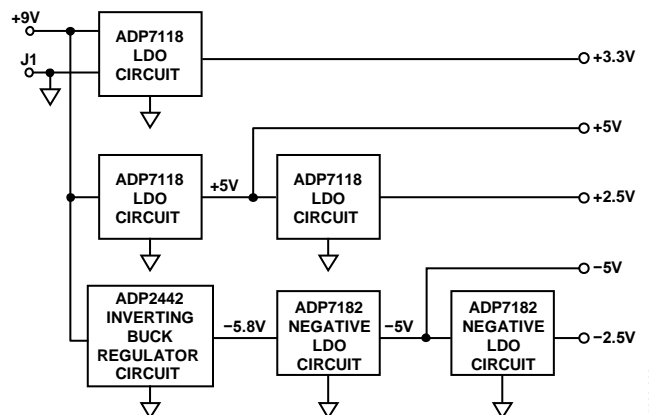 +9V
J1
ADP7118
LDO
CIRCUIT
+3.3V
+5V
ADP7118
LDO
CIRCUIT
+5V
ADP7118
LDO
CIRCUIT
+2.5V
−5V
ADP2442
INVERTING
BUCK
REGULATOR
CIRCUIT
−5.8V
ADP7182
NEGATIVE
LDO
CIRCUIT
−5V
ADP7182
NEGATIVE
LDO
CIRCUIT
−2.5V